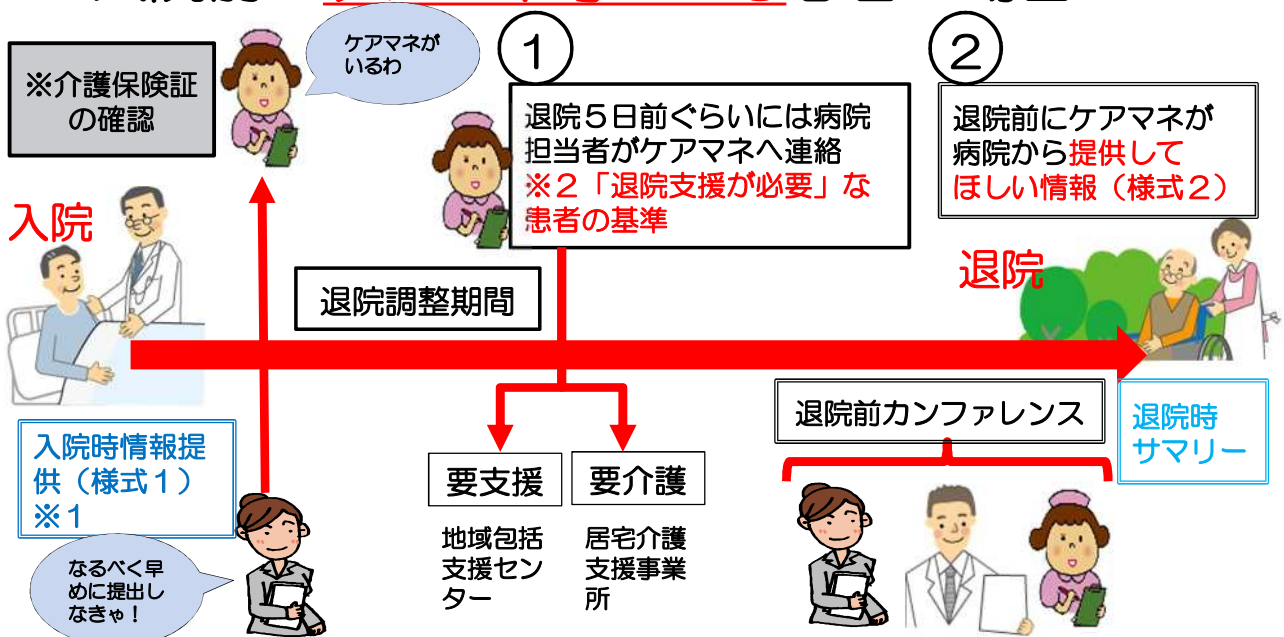 ケアマネが
いるわ
※介護保険証
の確認
①
退院５日前ぐらいには病院
担当者がケアマネへ連絡
※２「退院支援が必要」な
患者の基準
②
退院前にケアマネが
病院から提供して
ほしい情報（様式２）
入院
退院調整期間
退院
入院時情報提
供（様式１）
※１
なるべく早
めに提出し
なきゃ！
要支援
地域包括
支援セン
ター
要介護
居宅介護
支援事業
所
退院前カンファレンス
退院時
サマリー